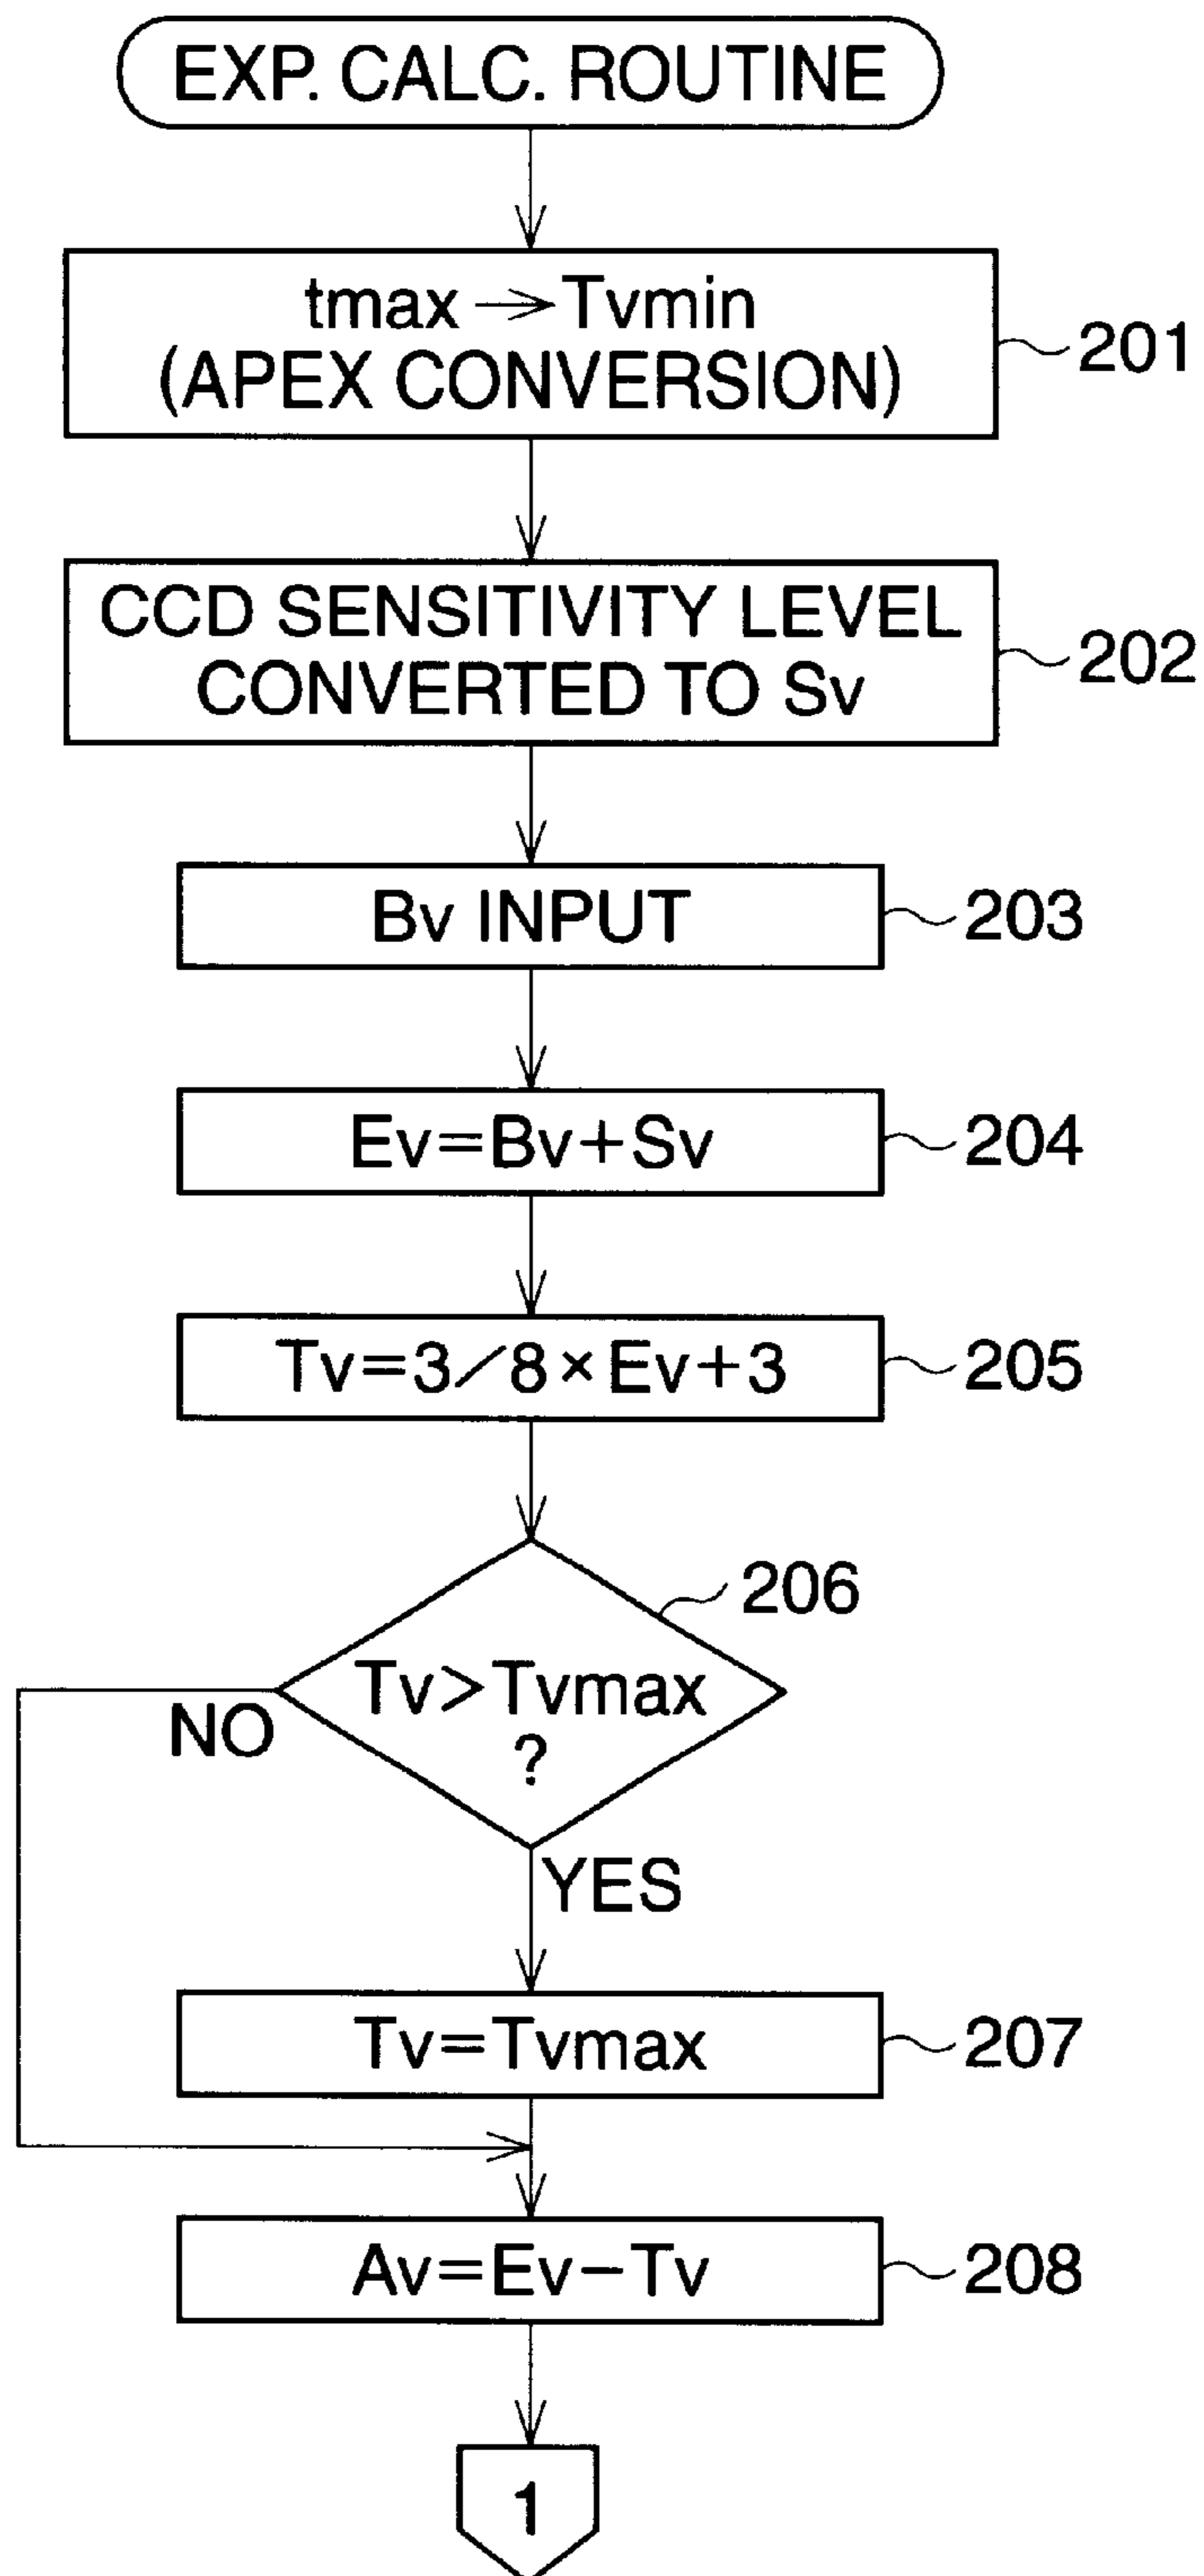 EXP. CALC. ROUTINE
tmax → Tvmin
(APEX CONVERSION)
201
CCD SENSITIVITY LEVEL
CONVERTED TO Sv
202
Bv INPUT
203
Ev=Bv+Sv
204
Tv=3/8×Ev+3
205
206
Tv>Tvmax
?
NO
YES
Tv=Tvmax
207
Av=Ev−Tv
208
1